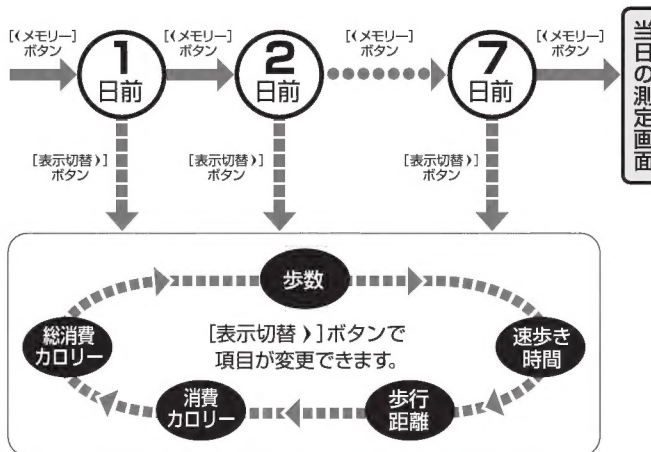 [⦅メモリー]
ボタン
1
日前
[⦅メモリー]
ボタン
2
日前
[⦅メモリー]
ボタン
7
日前
[⦅メモリー]
ボタン
当日の測定画面
[表示切替⦆]
ボタン
[表示切替⦆]
ボタン
[表示切替⦆]
ボタン
歩数
総消費
カロリー
[表示切替⦆]ボタンで
項目が変更できます。
速歩き
時間
消費
カロリー
歩行
距離